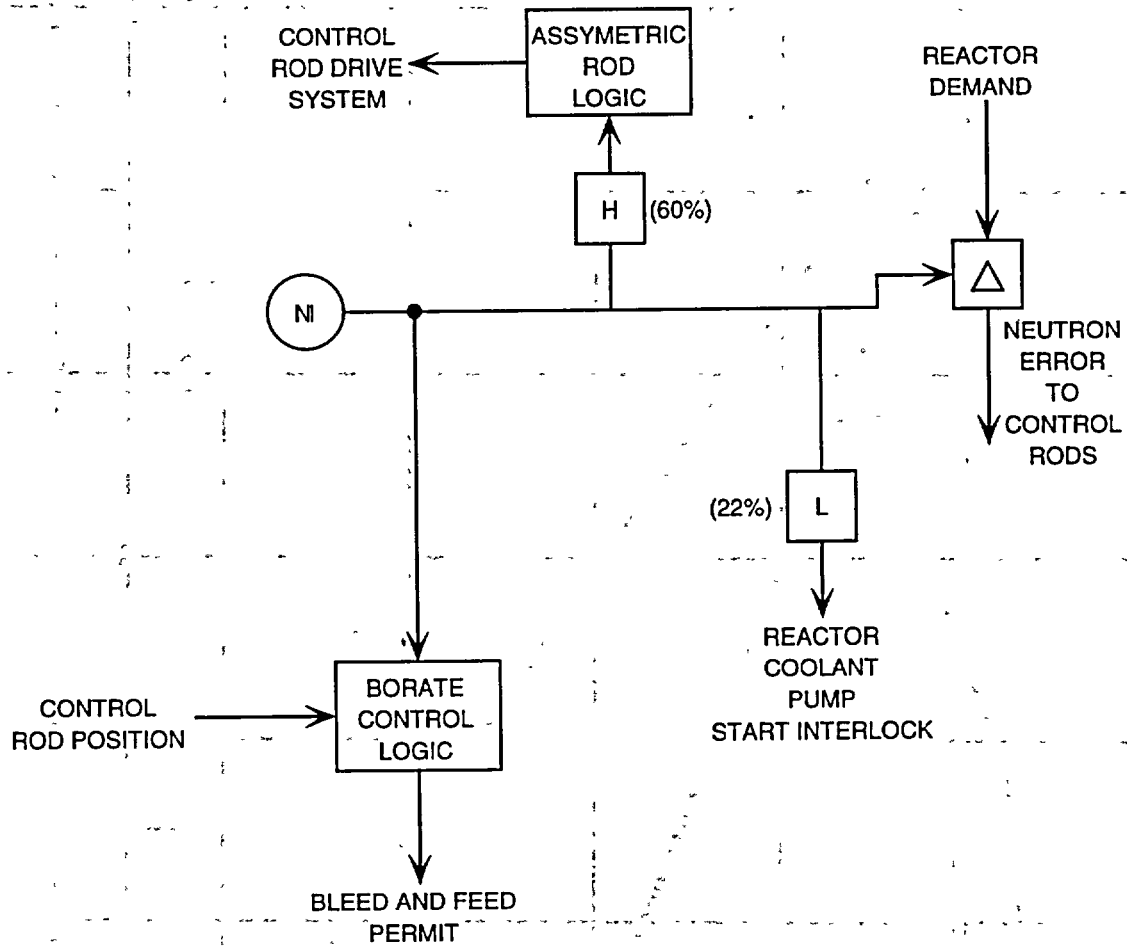 CONTROL
ROD DRIVE
SYSTEM
ASSYMETRIC
ROD
LOGIC
REACTOR
DEMAND
H
(60%)
NI
△
NEUTRON
ERROR
TO
CONTROL
RODS
(22%)
L
REACTOR
COOLANT
PUMP
START INTERLOCK
CONTROL
ROD POSITION
BORATE
CONTROL
LOGIC
BLEED AND FEED
PERMIT